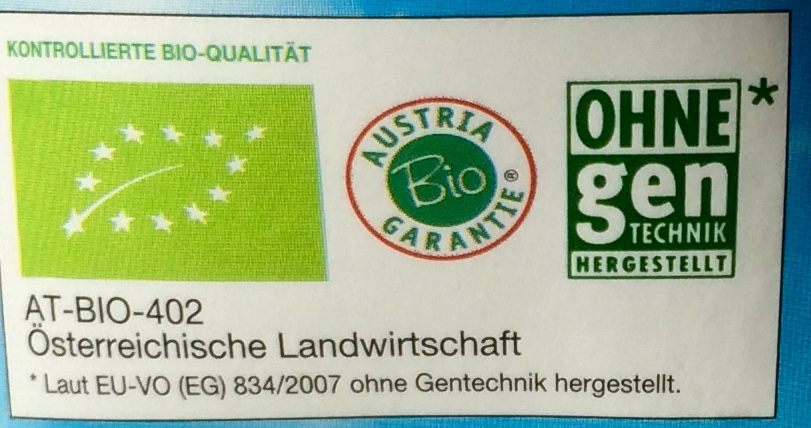 KONTROLLIERTE BIO-QUALITÄT
AUSTRIA
Bio®
GARANTIE
OHNE *
gen
TECHNIK
HERGESTELLT
AT-BIO-402
Österreichische Landwirtschaft
* Laut EU-VO (EG) 834/2007 ohne Gentechnik hergestellt.